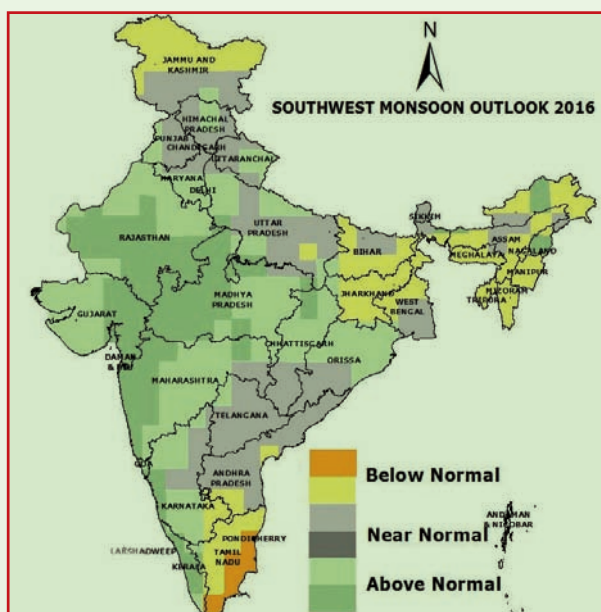 N
SOUTHWEST MONSOON OUTLOOK 2016
JAMMU AND
KASHMIR
HIMACHAL
PRADESH
PUNJAB
CHANDIGARH
UTTARANCHAL
HARYANA
DELHI
UTTAR
PRADESH
RAJASTHAN
SIKKIM
BIHAR
ASSAM
NAGALAND
MEGHALAYA
MANIPUR
MIZORAM
TRIPURA
JHARKHAND
WEST
BENGAL
MADHYA
PRADESH
GUJARAT
CHHATTISGARH
ORISSA
DAMAN
& DIU
MAHARASHTRA
TELANGANA
GOA
ANDHRA
PRADESH
KARNATAKA
PONDICHERRY
TAMIL
NADU
LAKSHADWEEP
KERALA
ANDAMAN
& NICOBAR
Below Normal
Near Normal
Above Normal